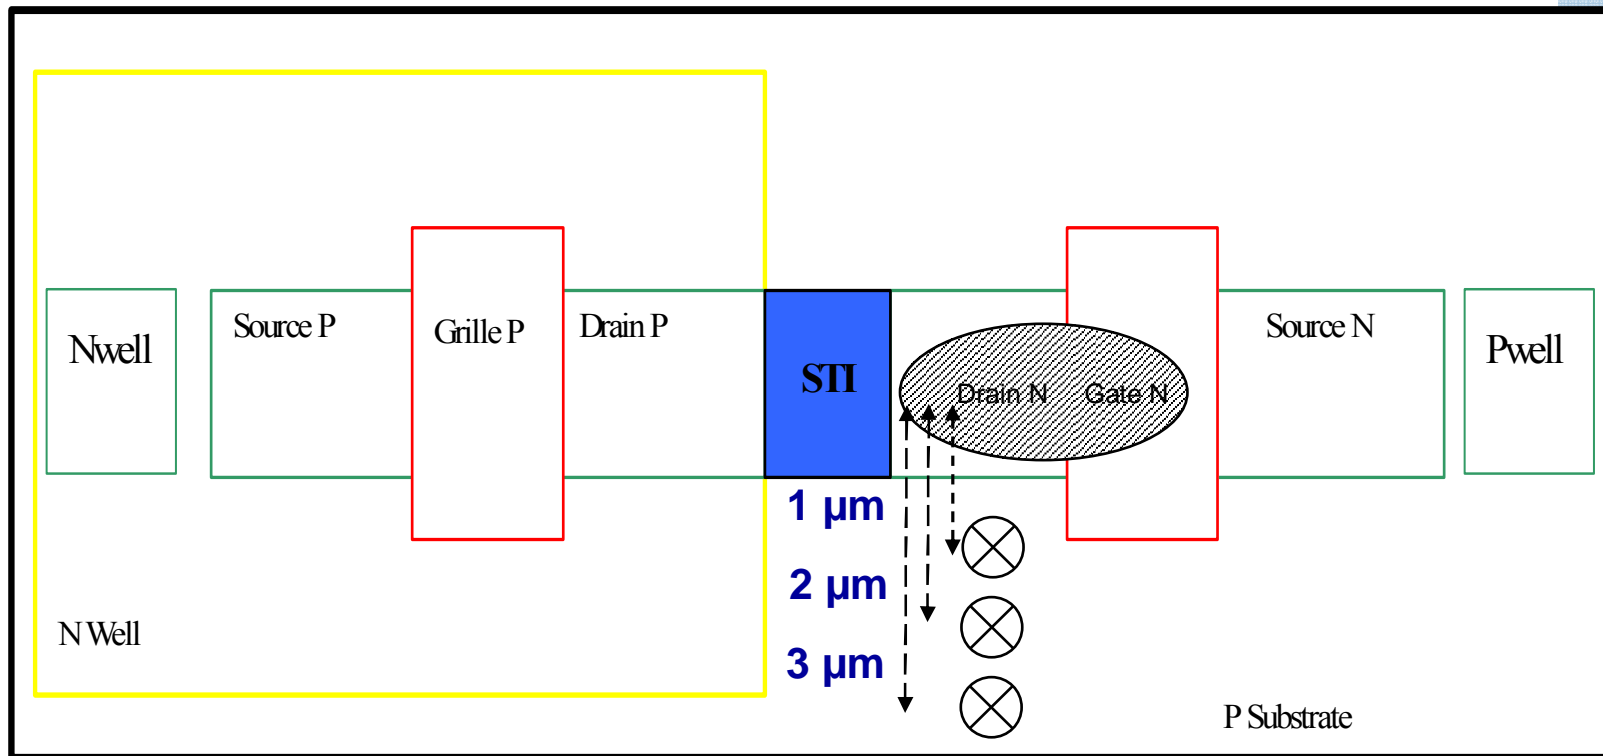 Nwell
Source P
Grille P
Drain P
STI
Drain N
Gate N
Source N
Pwell
1 µm
2 µm
3 µm
N Well
P Substrate